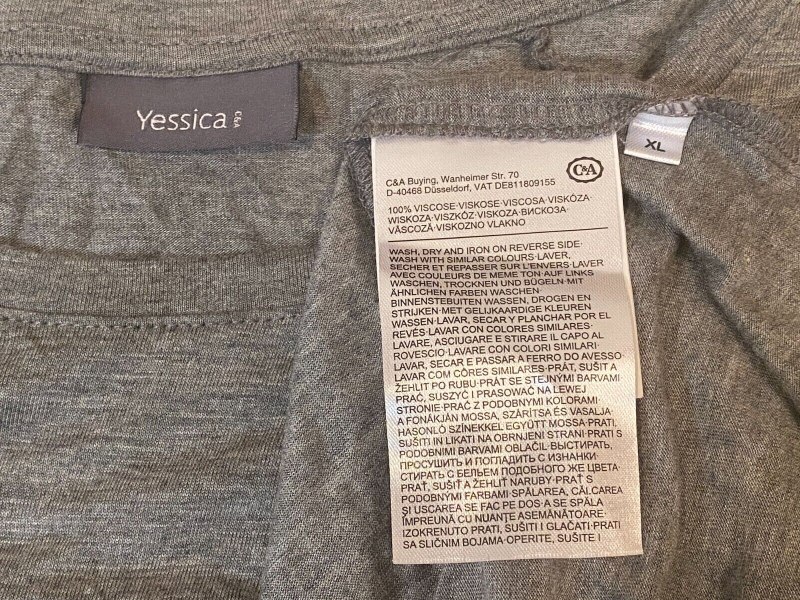 Yessica C&A
XL
C&A
C&A Buying, Wanheimer Str. 70
D-40468 Düsseldorf, VAT DE811809155
100% VISCOSE·VISKOSE·VISCOSA·VISKÓZA·
WISKOZA·VISZKÓZ·VISKOZA·ВИСКОЗА·
VÂSCOZĂ·VISKOZNO VLAKNO
WASH, DRY AND IRON ON REVERSE SIDE·
WASH WITH SIMILAR COLOURS·LAVER,
SÉCHER ET REPASSER SUR L'ENVERS·LAVER
AVEC COULEURS DE MEME TON·AUF LINKS
WASCHEN, TROCKNEN UND BÜGELN·MIT
ÄHNLICHEN FARBEN WASCHEN·
BINNENSTEBUITEN WASSEN, DROGEN EN
STRIJKEN·MET GELIJKAARDIGE KLEUREN
WASSEN·LAVAR, SECAR Y PLANCHAR POR EL
REVÉS·LAVAR CON COLORES SIMILARES·
LAVARE, ASCIUGARE E STIRARE IL CAPO AL
ROVESCIO·LAVARE CON COLORI SIMILARI·
LAVAR, SECAR E PASSAR A FERRO DO AVESSO·
LAVAR COM CÔRES SIMILARES·PRÁT, SUŠIT A
ŽEHLIT PO RUBU·PRÁT SE STEJNÝMI BARVAMI·
PRAĆ, SUSZYĆ I PRASOWAĆ NA LEWEJ
STRONIE·PRAĆ Z PODOBNYMI KOLORAMI·
A FONÁKJÁN MOSSA, SZÁRÍTSA ÉS VASALJA·
HASONLÓ SZÍNEKKEL EGYÜTT MOSSA·PRATI,
SUŠITI IN LIKATI NA OBRNJENI STRANI·PRATI S
PODOBNIMI BARVAMI OBLAČIL·ВЫСТИРАТЬ,
ПРОСУШИТЬ И ПОГЛАДИТЬ С ИЗНАНКИ·
СТИРАТЬ С БЕЛЬЕМ ПОДОБНОГО ЖЕ ЦВЕТА·
PRAŤ, SUŠIŤ A ŽEHLIŤ NARUBY·PRAŤ S
PODOBNÝMI FARBAMI·SPĂLAREA, CĂLCAREA
ŞI USCAREA SE FAC PE DOS·A SE SPĂLA
ÎMPREUNĂ CU NUANŢE ASEMĂNĂTOARE·
IZOKRENUTO PRATI, SUŠITI I GLAČATI·PRATI
SA SLIČNIM BOJAMA·OPERITE, SUŠITE I